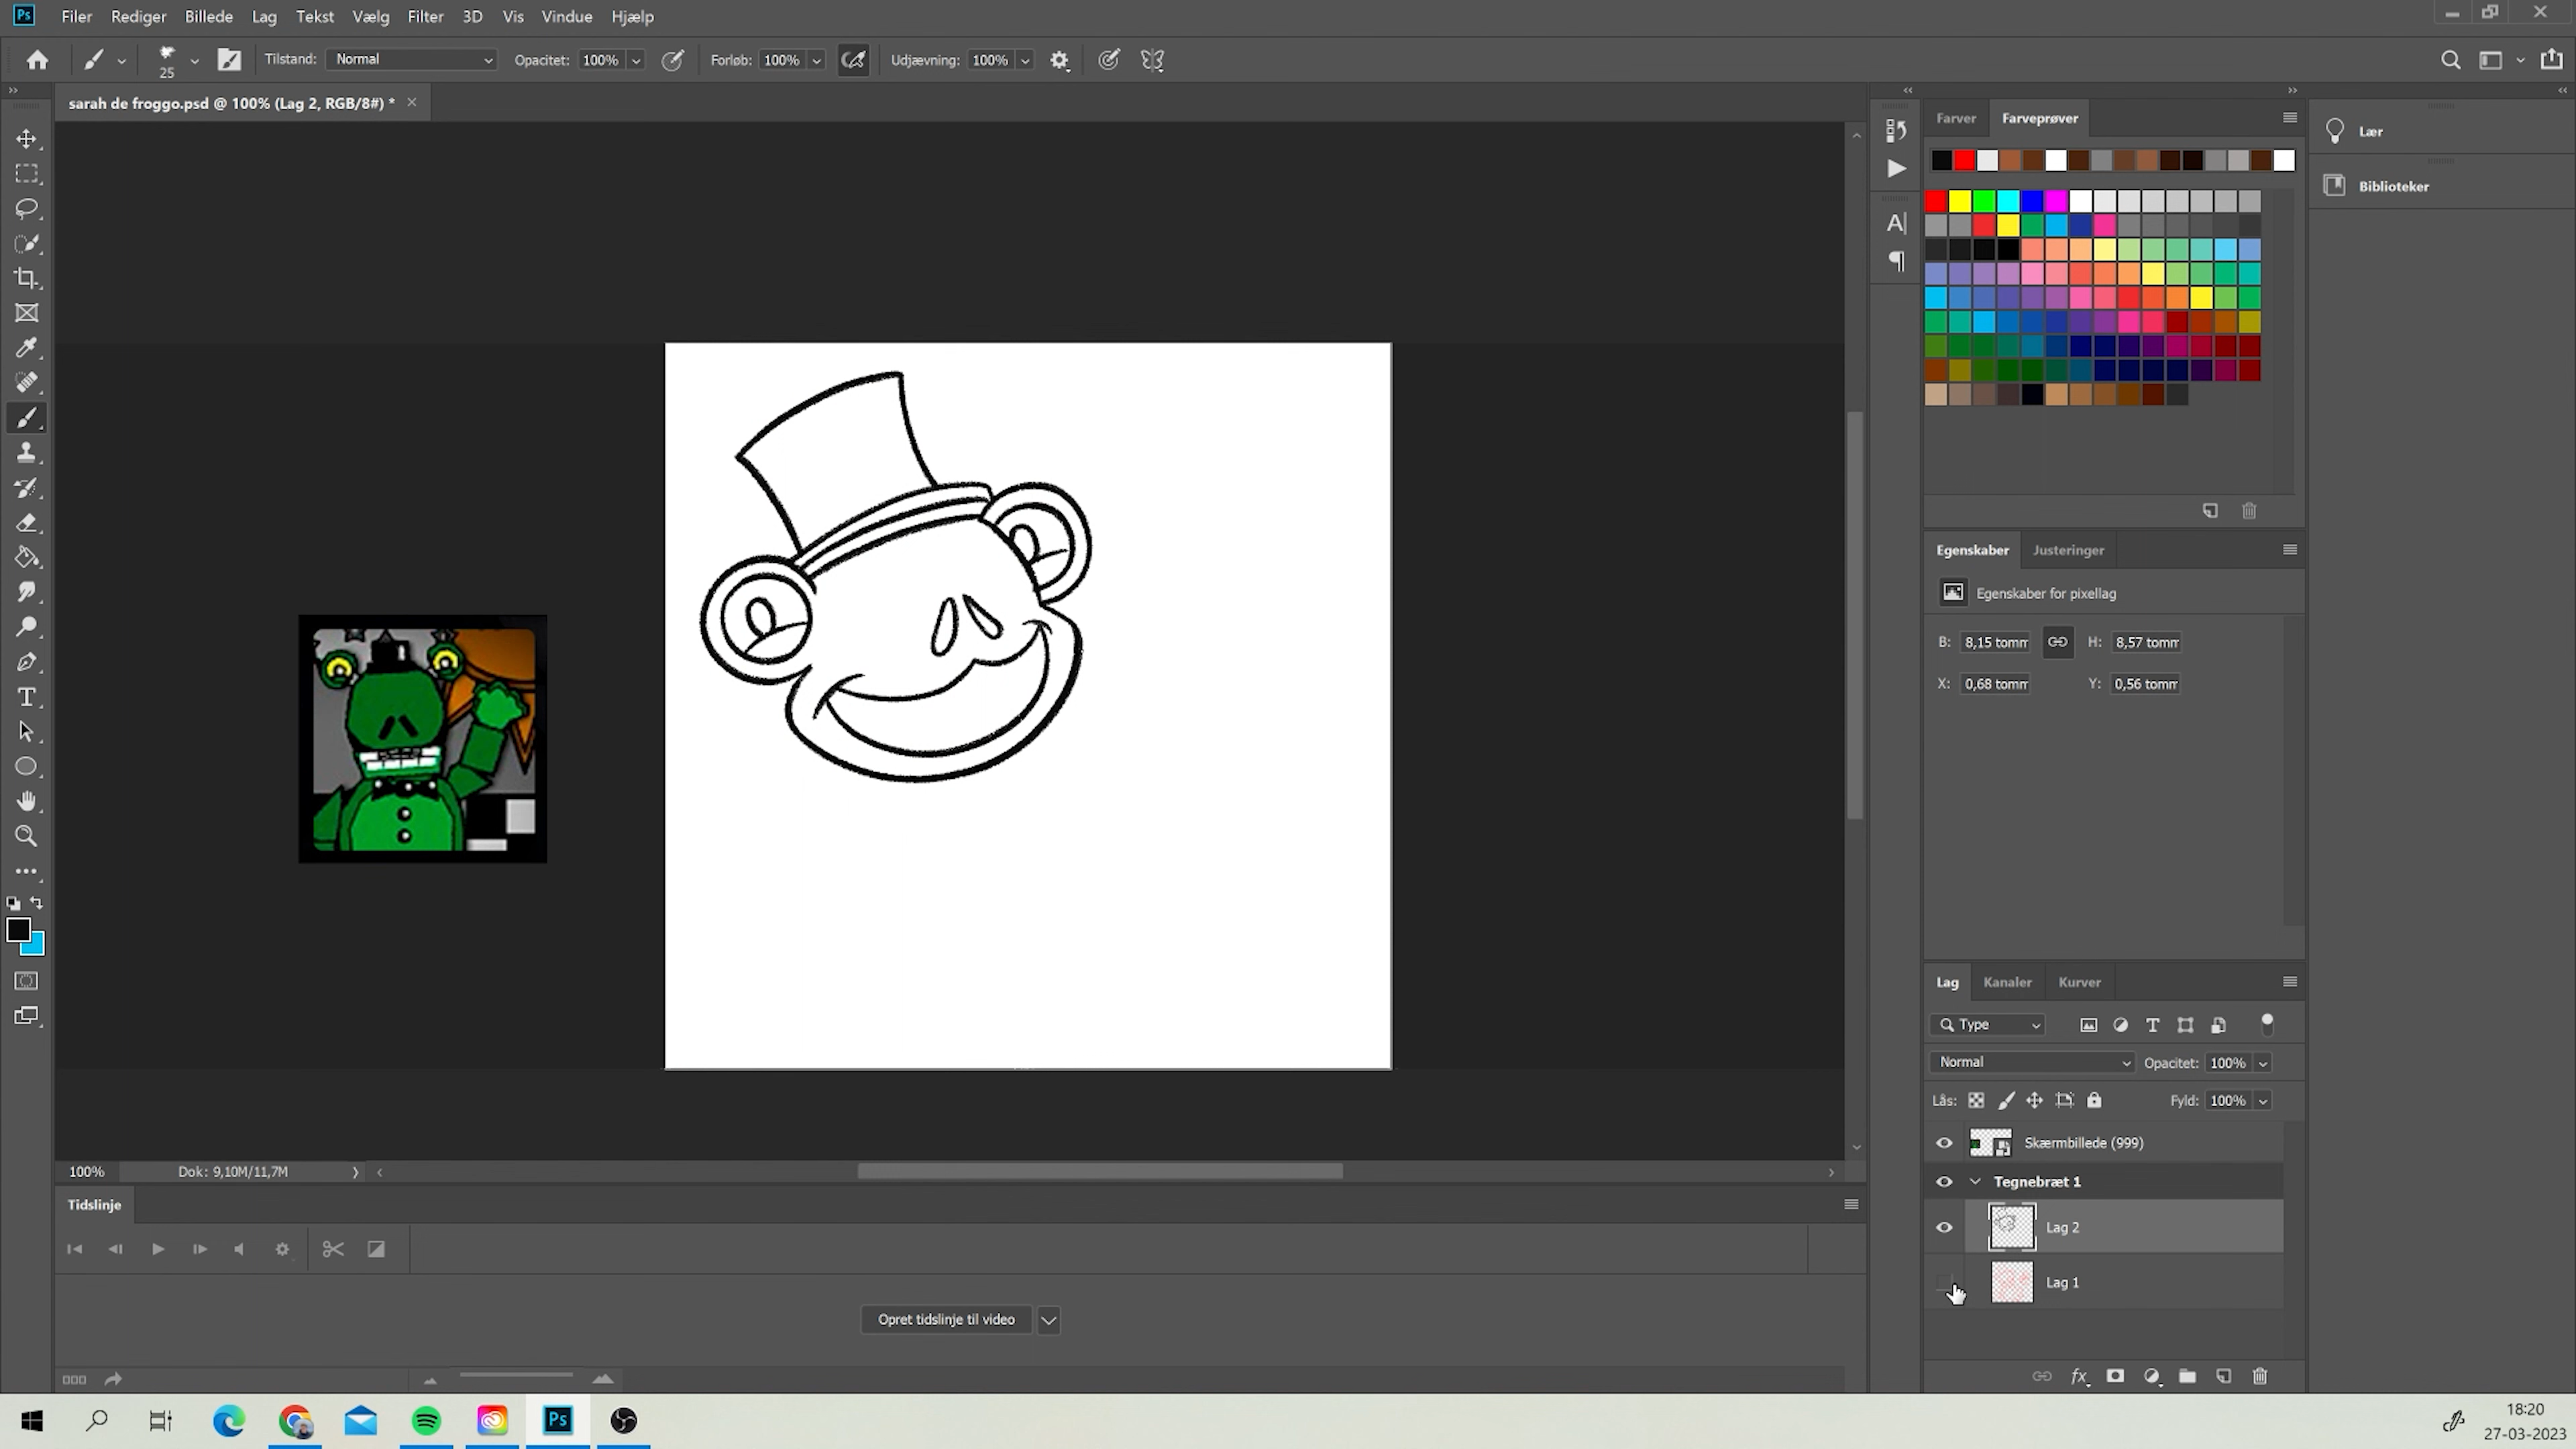 Ps Filer Rediger Billede Lag Tekst Vælg Filter 3D Vis Vindue Hjælp
25 Tilstand: Normal Opacitet: 100% Forløb: 100% Udjævning: 100%
sarah de froggo.psd @ 100% (Lag 2, RGB/8#) *
Farver Farveprøver
Lær
Biblioteker
Egenskaber Justeringer
Egenskaber for pixellag
B: 8,15 tomm H: 8,57 tomm
X: 0,68 tomm Y: 0,56 tomm
Lag Kanaler Kurver
Type
Normal Opacitet: 100%
Lås: Fyld: 100%
Skærmbillede (999)
Tegnebræt 1
Lag 2
Lag 1
100% Dok: 9,10M/11,7M
Tidslinje
Opret tidslinje til video
Ps
18:20
27-03-2023